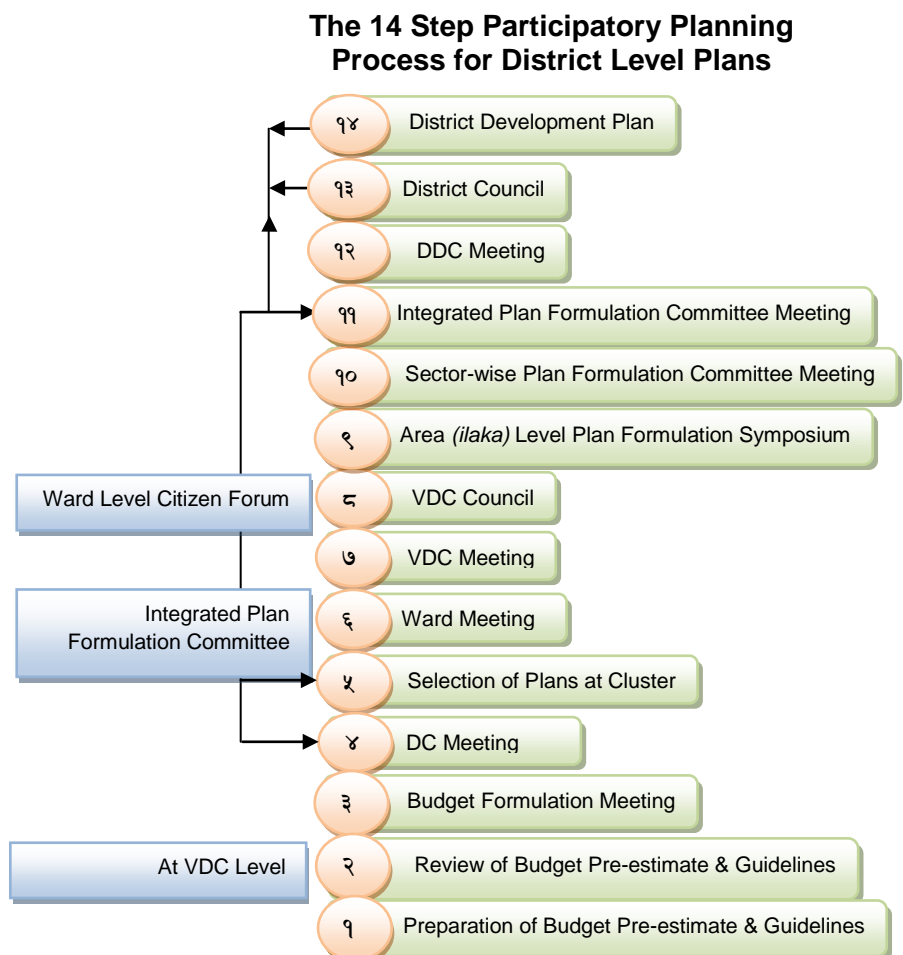 The 14 Step Participatory Planning
Process for District Level Plans
१४ District Development Plan
१३ District Council
१२ DDC Meeting
११ Integrated Plan Formulation Committee Meeting
१० Sector-wise Plan Formulation Committee Meeting
९ Area (ilaka) Level Plan Formulation Symposium
Ward Level Citizen Forum
८ VDC Council
७ VDC Meeting
Integrated Plan
Formulation Committee
६ Ward Meeting
५ Selection of Plans at Cluster
४ DC Meeting
३ Budget Formulation Meeting
At VDC Level
२ Review of Budget Pre-estimate & Guidelines
१ Preparation of Budget Pre-estimate & Guidelines